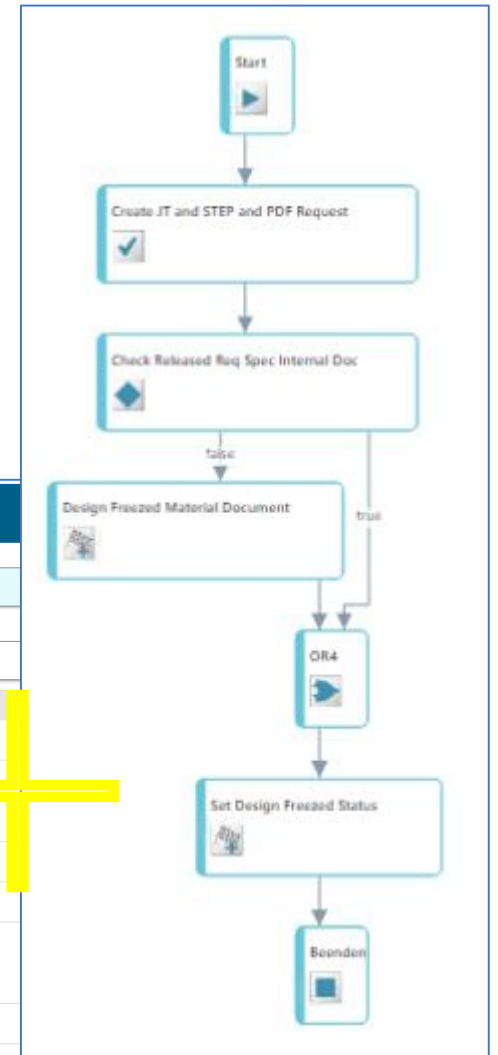 Start
Create JT and STEP and PDF Request
Check Released Req Spec Internal Doc
false
Design Freezed Material Document
true
OR4
Set Design Freezed Status
Beenden